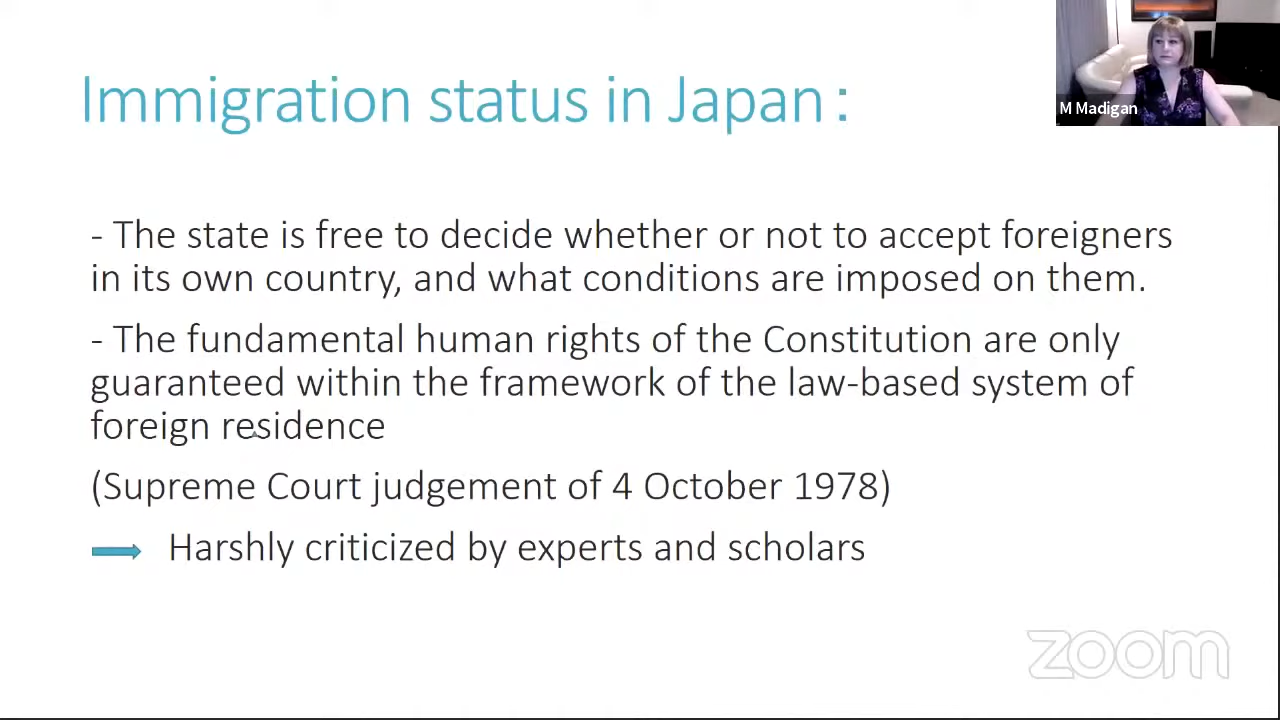 Immigration status in Japan:
M Madigan
- The state is free to decide whether or not to accept foreigners
in its own country, and what conditions are imposed on them.
- The fundamental human rights of the Constitution are only
guaranteed within the framework of the law-based system of
foreign residence
(Supreme Court judgement of 4 October 1978)
Harshly criticized by experts and scholars
zoom